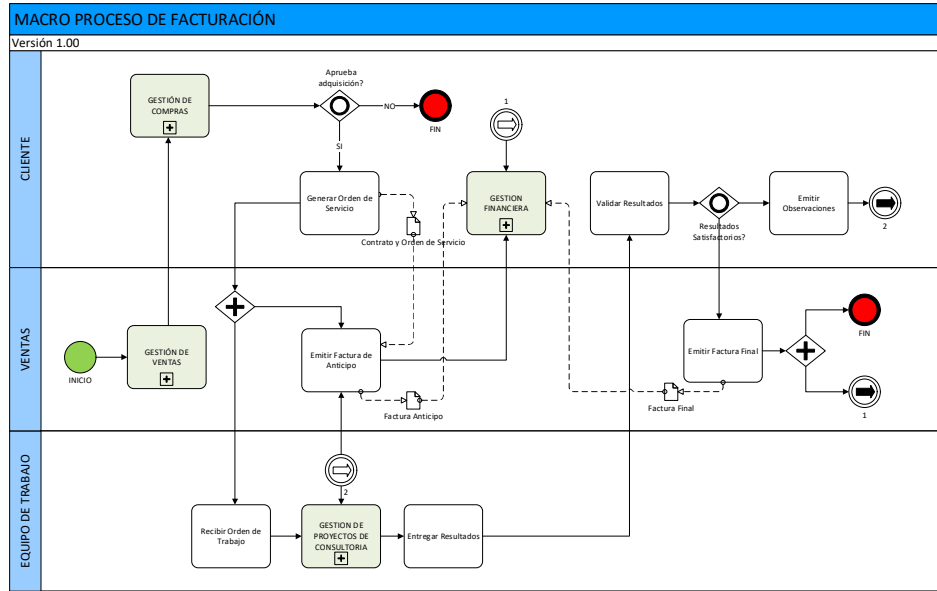 MACRO PROCESO DE FACTURACIÓN
Versión 1.00
CLIENTE
GESTIÓN DE
COMPRAS
Aprueba
adquisición?
NO
FIN
SI
1
Generar Orden de
Servicio
Contrato y Orden de Servicio
GESTION
FINANCIERA
Validar Resultados
Resultados
Satisfactorios?
Emitir
Observaciones
2
VENTAS
INICIO
GESTIÓN DE
VENTAS
Emitir Factura de
Anticipo
Factura Anticipo
Emitir Factura Final
Factura Final
FIN
1
EQUIPO DE TRABAJO
Recibir Orden de
Trabajo
2
GESTION DE
PROYECTOS DE
CONSULTORIA
Entregar Resultados